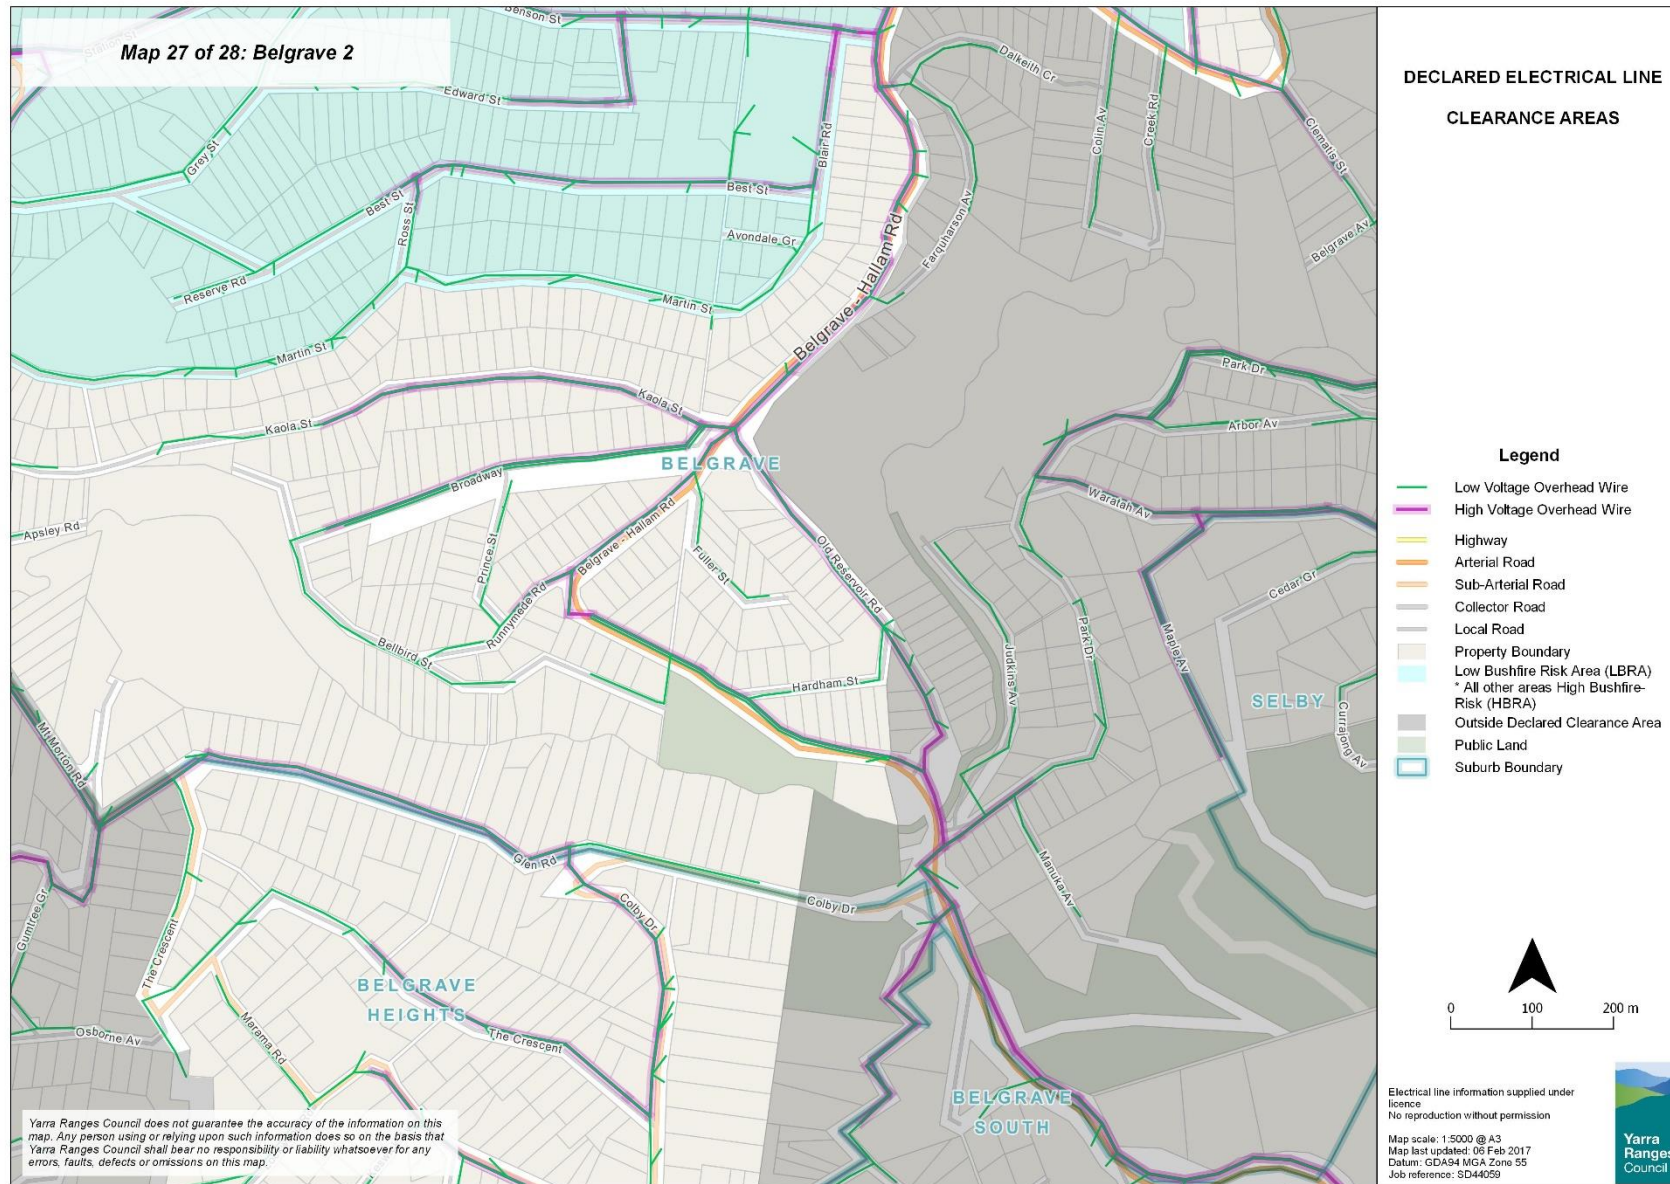 Map 27 of 28: Belgrave 2
Benson St
Edward St
Grey St
Best St
Ross St
Best St
Blair Rd
Avondale Gr
Reserve Rd
Martin St
Martin St
Dalkeith Cr
Colin Av
Creek Rd
Clematis St
Belgrave Av
Farquharson Av
Belgrave - Hallam Rd
Park Dr
Arbor Av
Waratah Av
Kaola St
Kaola St
BELGRAVE
Broadway
Apsley Rd
Prince St
Belgrave - Hallam Rd
Fuller St
Old Reservoir Rd
Runnymede Rd
Bellbird St
Hardham St
Judkins Av
Park Dr
Maple Av
Cedar Gr
SELBY
Currajong Av
Mt Morton Rd
Glen Rd
Colby Dr
Colby Dr
Manuka Av
Gumtree Gr
The Crescent
BELGRAVE
HEIGHTS
Osborne Av
Marama Rd
The Crescent
BELGRAVE
SOUTH
Yarra Ranges Council does not guarantee the accuracy of the information on this
map. Any person using or relying upon such information does so on the basis that
Yarra Ranges Council shall bear no responsibility or liability whatsoever for any
errors, faults, defects or omissions on this map.
DECLARED ELECTRICAL LINE
CLEARANCE AREAS
Legend
Low Voltage Overhead Wire
High Voltage Overhead Wire
Highway
Arterial Road
Sub-Arterial Road
Collector Road
Local Road
Property Boundary
Low Bushfire Risk Area (LBRA)
* All other areas High Bushfire-
Risk (HBRA)
Outside Declared Clearance Area
Public Land
Suburb Boundary
0 100 200 m
Electrical line information supplied under
licence
No reproduction without permission
Map scale: 1:5000 @ A3
Map last updated: 06 Feb 2017
Datum: GDA94 MGA Zone 55
Job reference: SD44059
Yarra
Ranges
Council